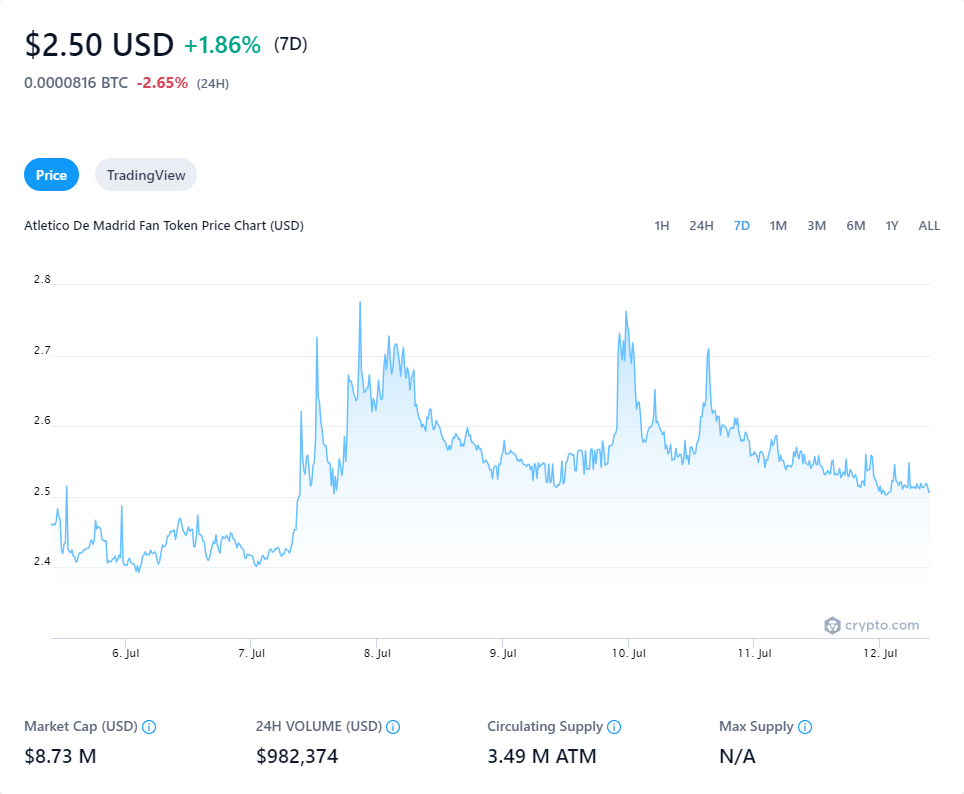 $2.50 USD +1.86% (7D)
0.0000816 BTC -2.65% (24H)
Price TradingView
Atletico De Madrid Fan Token Price Chart (USD) 1H 24H 7D 1M 3M 6M 1Y ALL
2.8
2.7
2.6
2.5
2.4
crypto.com
6. Jul 7. Jul 8. Jul 9. Jul 10. Jul 11. Jul 12. Jul
Market Cap (USD) 24H VOLUME (USD) Circulating Supply Max Supply
$8.73 M $982,374 3.49 M ATM N/A